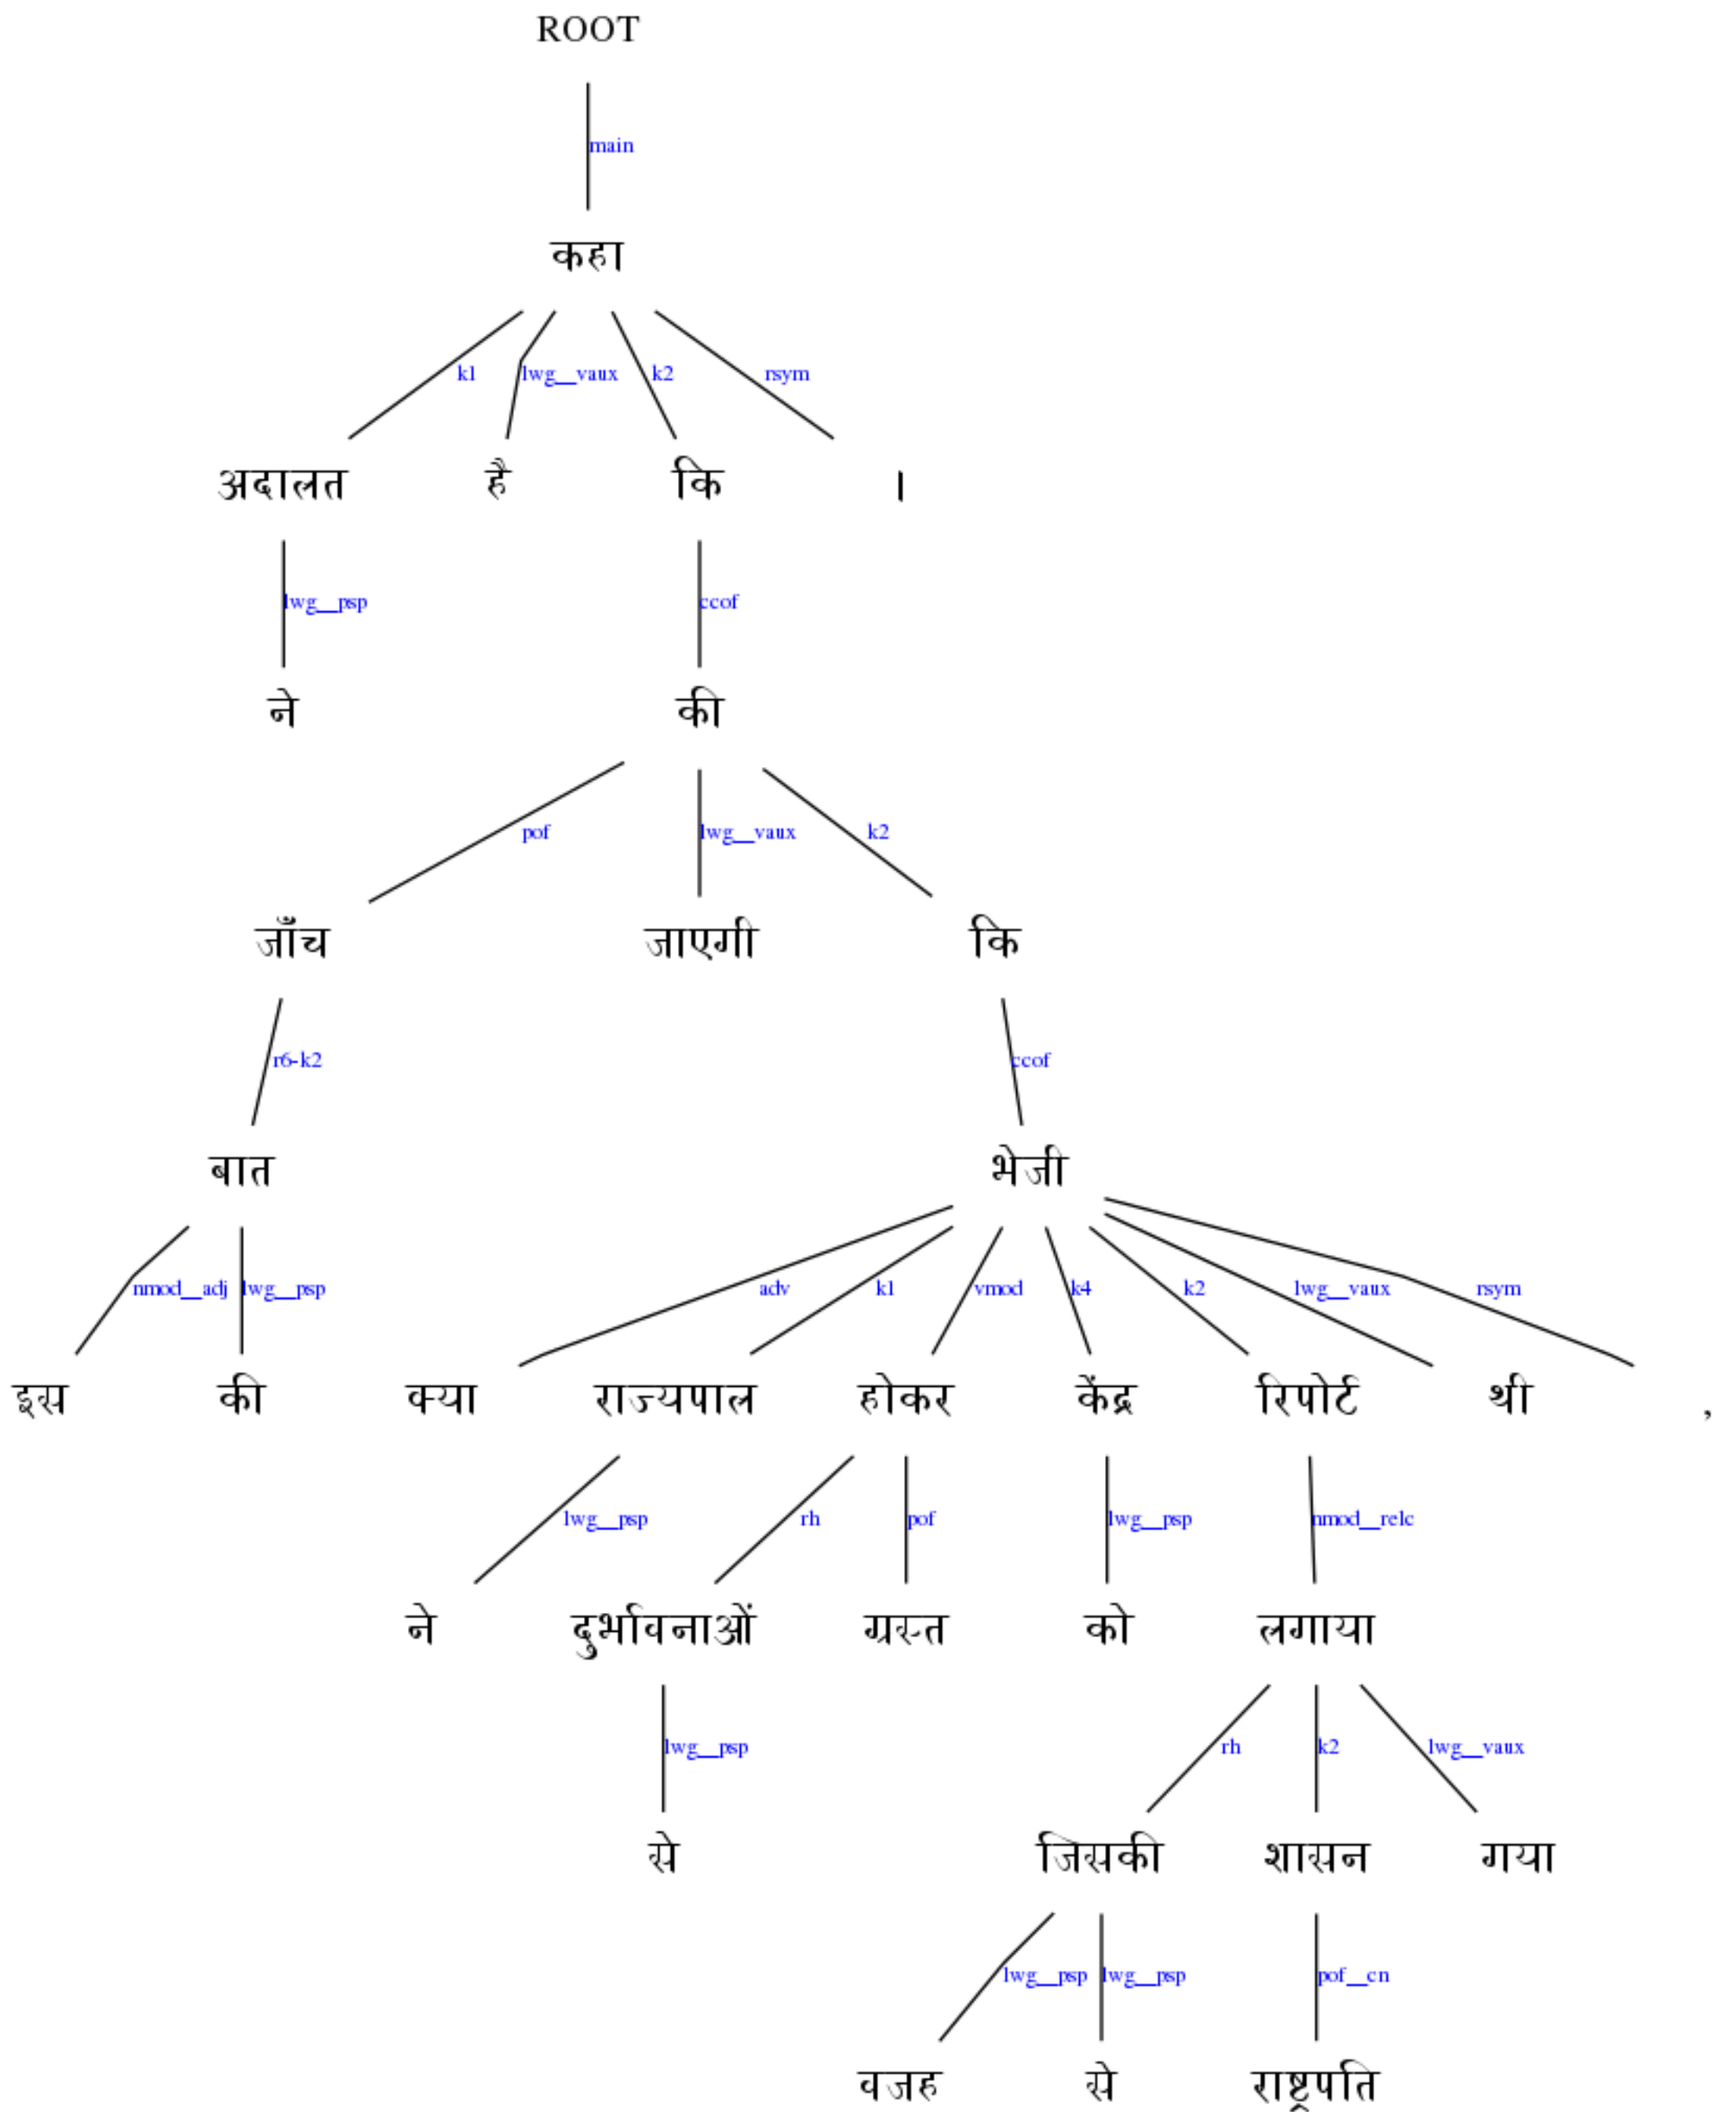 ROOT
main
कहा
k1 lwg__vaux k2 rsym
अदालत है कि ।
lwg__psp ccof
ने की
pof lwg__vaux k2
जाँच जाएगी कि
r6-k2 ccof
बात भेजी
nmod__adj lwg__psp adv k1 vmod k4 k2 lwg__vaux rsym
इस की क्या राज्यपाल होकर केंद्र रिपोर्ट थी ,
lwg__psp rh pof lwg__psp nmod__relc
ने दुर्भावनाओं ग्रस्त को लगाया
lwg__psp rh k2 lwg__vaux
से जिसकी शासन गया
lwg__psp lwg__psp pof__cn
वजह से राष्ट्रपति